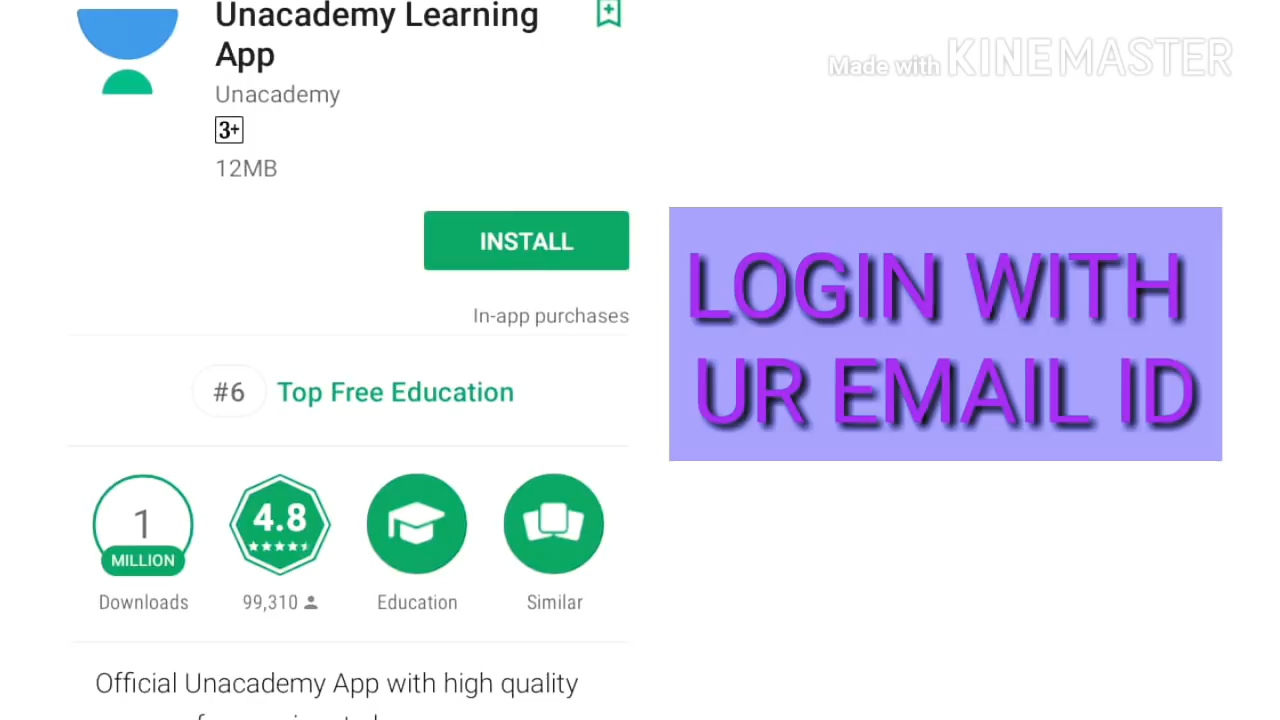 Unacademy Learning
App
Unacademy
3+
12MB
INSTALL
In-app purchases
#6 Top Free Education
1
MILLION
Downloads
4.8
99,310
Education
Similar
Official Unacademy App with high quality
Made with KINEMASTER
LOGIN WITH
UR EMAIL ID